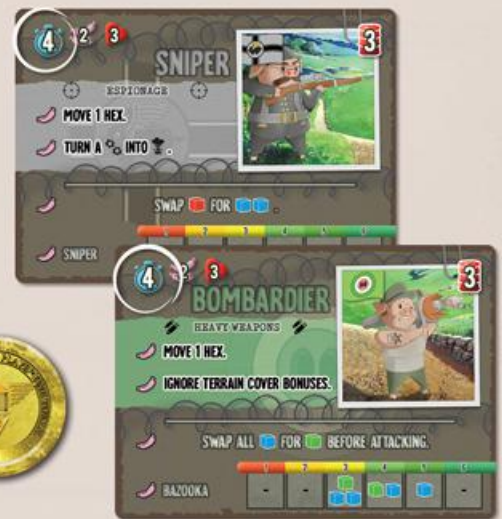 4 2 3
SNIPER
3
ESPIONAGE
MOVE 1 HEX.
TURN A INTO .
SWAP FOR .
1 2 3 4 5 6
SNIPER
4 2 3
BOMBARDIER
3
HEAVY WEAPONS
MOVE 1 HEX.
IGNORE TERRAIN COVER BONUSES.
SWAP ALL FOR BEFORE ATTACKING.
1 2 3 4 5 6
BAZOOKA - - -